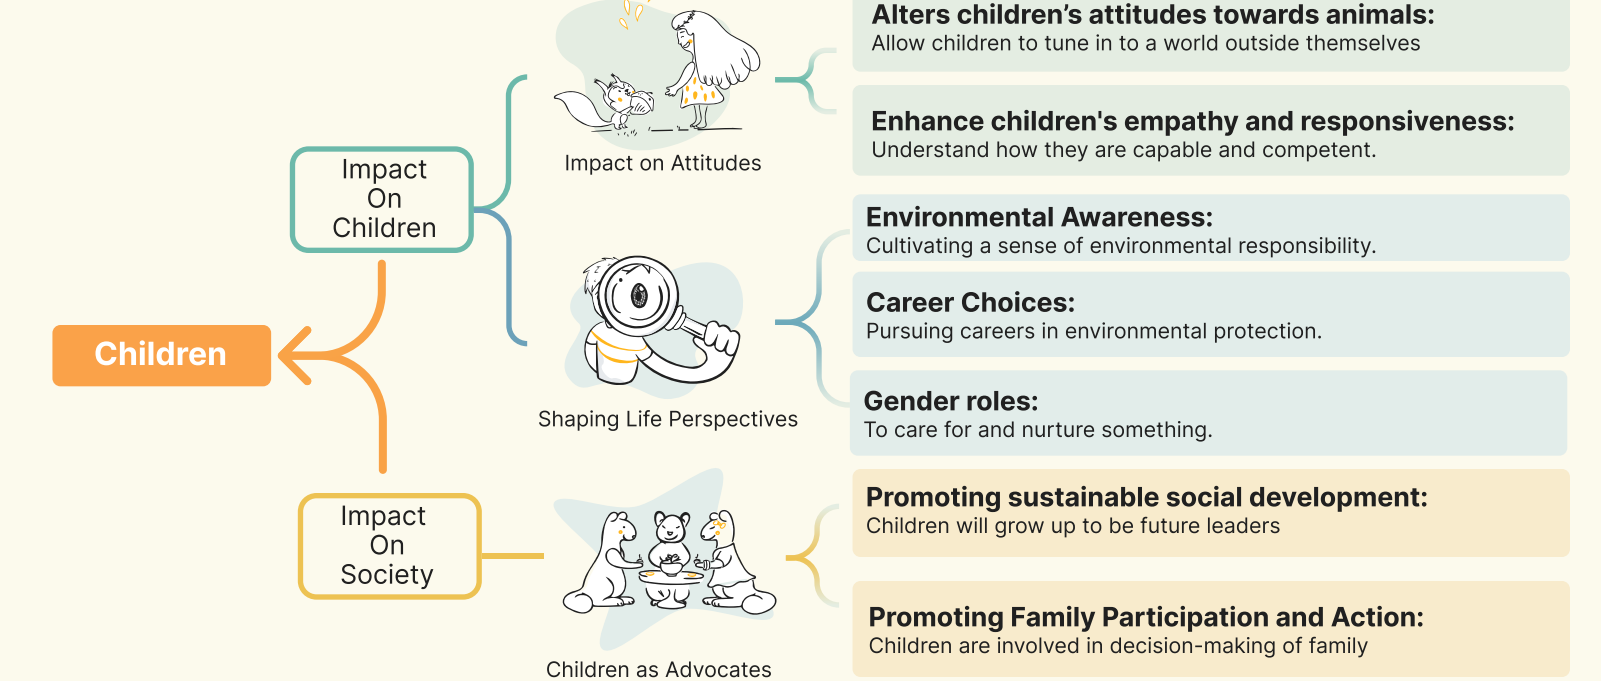 Alters children’s attitudes towards animals:
Allow children to tune in to a world outside themselves
Enhance children's empathy and responsiveness:
Understand how they are capable and competent.
Impact on Attitudes
Impact
On
Children
Environmental Awareness:
Cultivating a sense of environmental responsibility.
Career Choices:
Pursuing careers in environmental protection.
Gender roles:
To care for and nurture something.
Shaping Life Perspectives
Children
Impact
On
Society
Promoting sustainable social development:
Children will grow up to be future leaders
Promoting Family Participation and Action:
Children are involved in decision-making of family
Children as Advocates